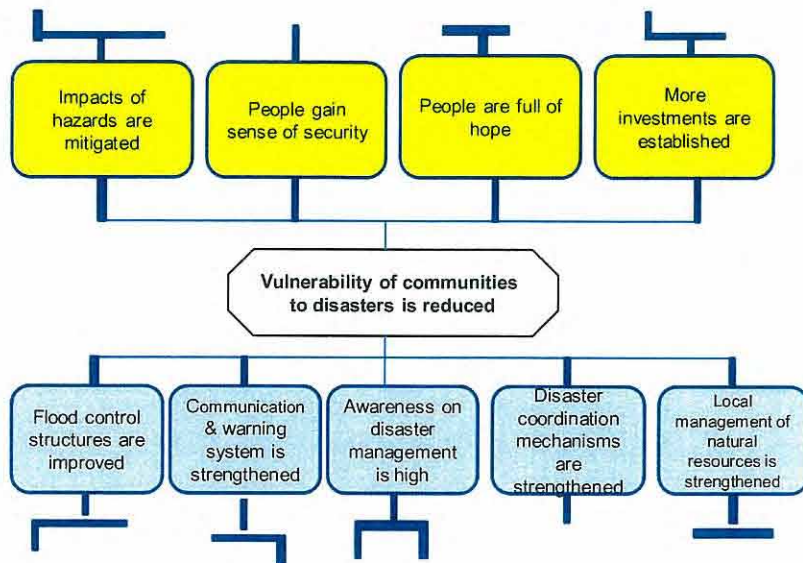 Impacts of
hazards are
mitigated
People gain
sense of security
People are full of
hope
More
investments are
established
Vulnerability of communities
to disasters is reduced
Flood control
structures are
improved
Communication
& warning
system is
strengthened
Awareness on
disaster
management
is high
Disaster
coordination
mechanisms
are
strengthened
Local
management of
natural
resources is
strengthened